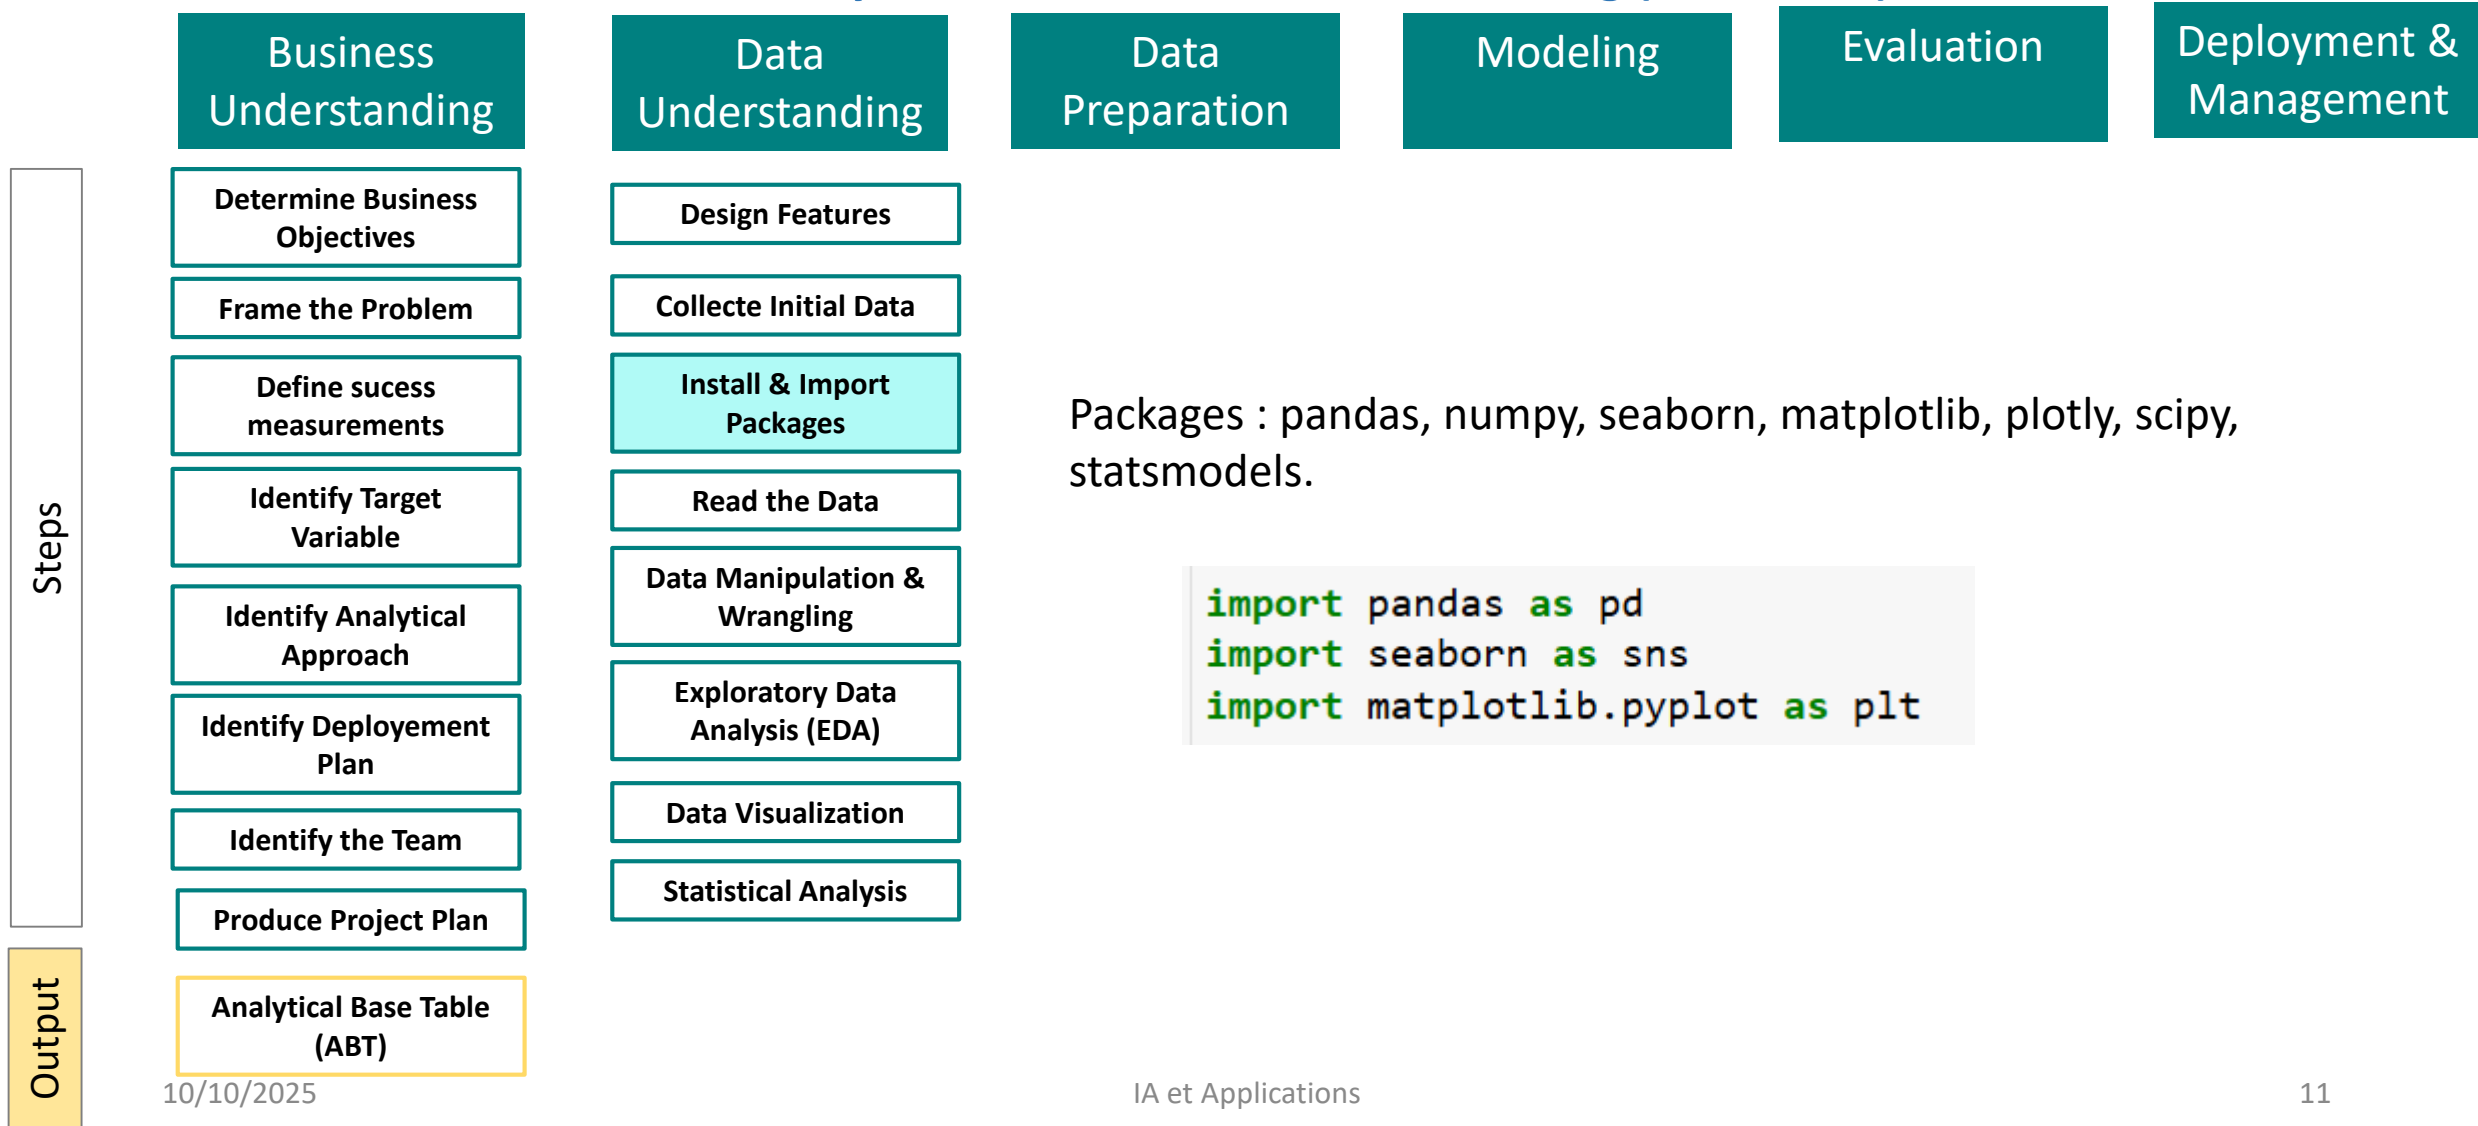 Business
Understanding
Data
Understanding
Data
Preparation
Modeling
Evaluation
Deployment &
Management
Steps
Determine Business
Objectives
Frame the Problem
Define sucess
measurements
Identify Target
Variable
Identify Analytical
Approach
Identify Deployement
Plan
Identify the Team
Produce Project Plan
Output
Analytical Base Table
(ABT)
Design Features
Collecte Initial Data
Install & Import
Packages
Read the Data
Data Manipulation &
Wrangling
Exploratory Data
Analysis (EDA)
Data Visualization
Statistical Analysis
Packages : pandas, numpy, seaborn, matplotlib, plotly, scipy,
statsmodels.
import pandas as pd
import seaborn as sns
import matplotlib.pyplot as plt
10/10/2025
IA et Applications
11